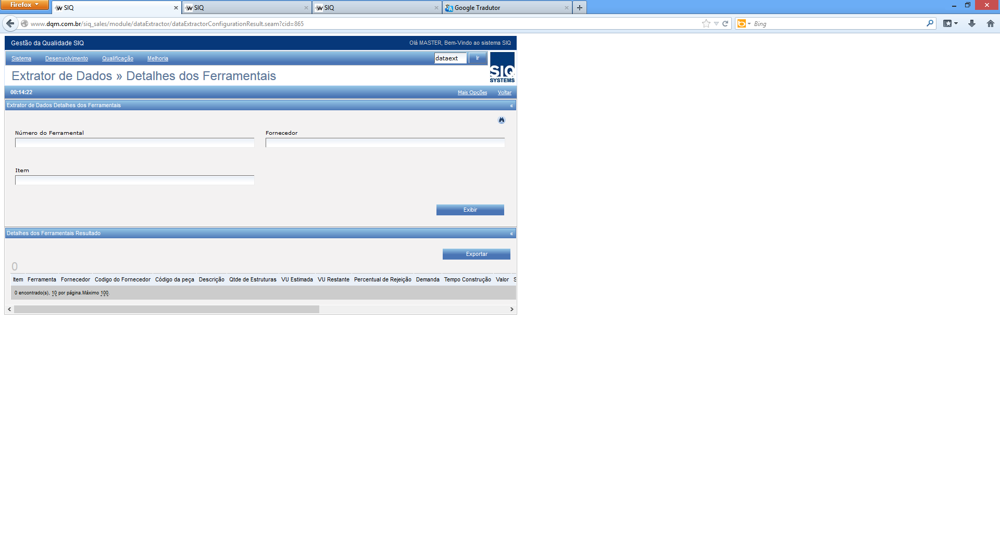 Firefox
SIQ
SIQ
SIQ
Google Tradutor
www.dqm.com.br/siq_sales/module/dataExtractor/dataExtractorConfigurationResult.seam?cid=865
Bing
Gestão da Qualidade SIQ
Olá MASTER, Bem-Vindo ao sistema SIQ
Sistema Desenvolvimento Qualificação Melhoria
dataext
Ir
SIQ
SYSTEMS
Extrator de Dados » Detalhes dos Ferramentais
00:14:22
Mais Opções Voltar
Extrator de Dados Detalhes dos Ferramentais «
Número do Ferramental
Fornecedor
Item
Exibir
Detalhes dos Ferramentais Resultado «
Exportar
0
Item Ferramenta Fornecedor Codigo do Fornecedor Código da peça Descrição Qtde de Estruturas VU Estimada VU Restante Percentual de Rejeição Demanda Tempo Construção Valor S
0 encontrado(s), 10 por página.Máximo 100.